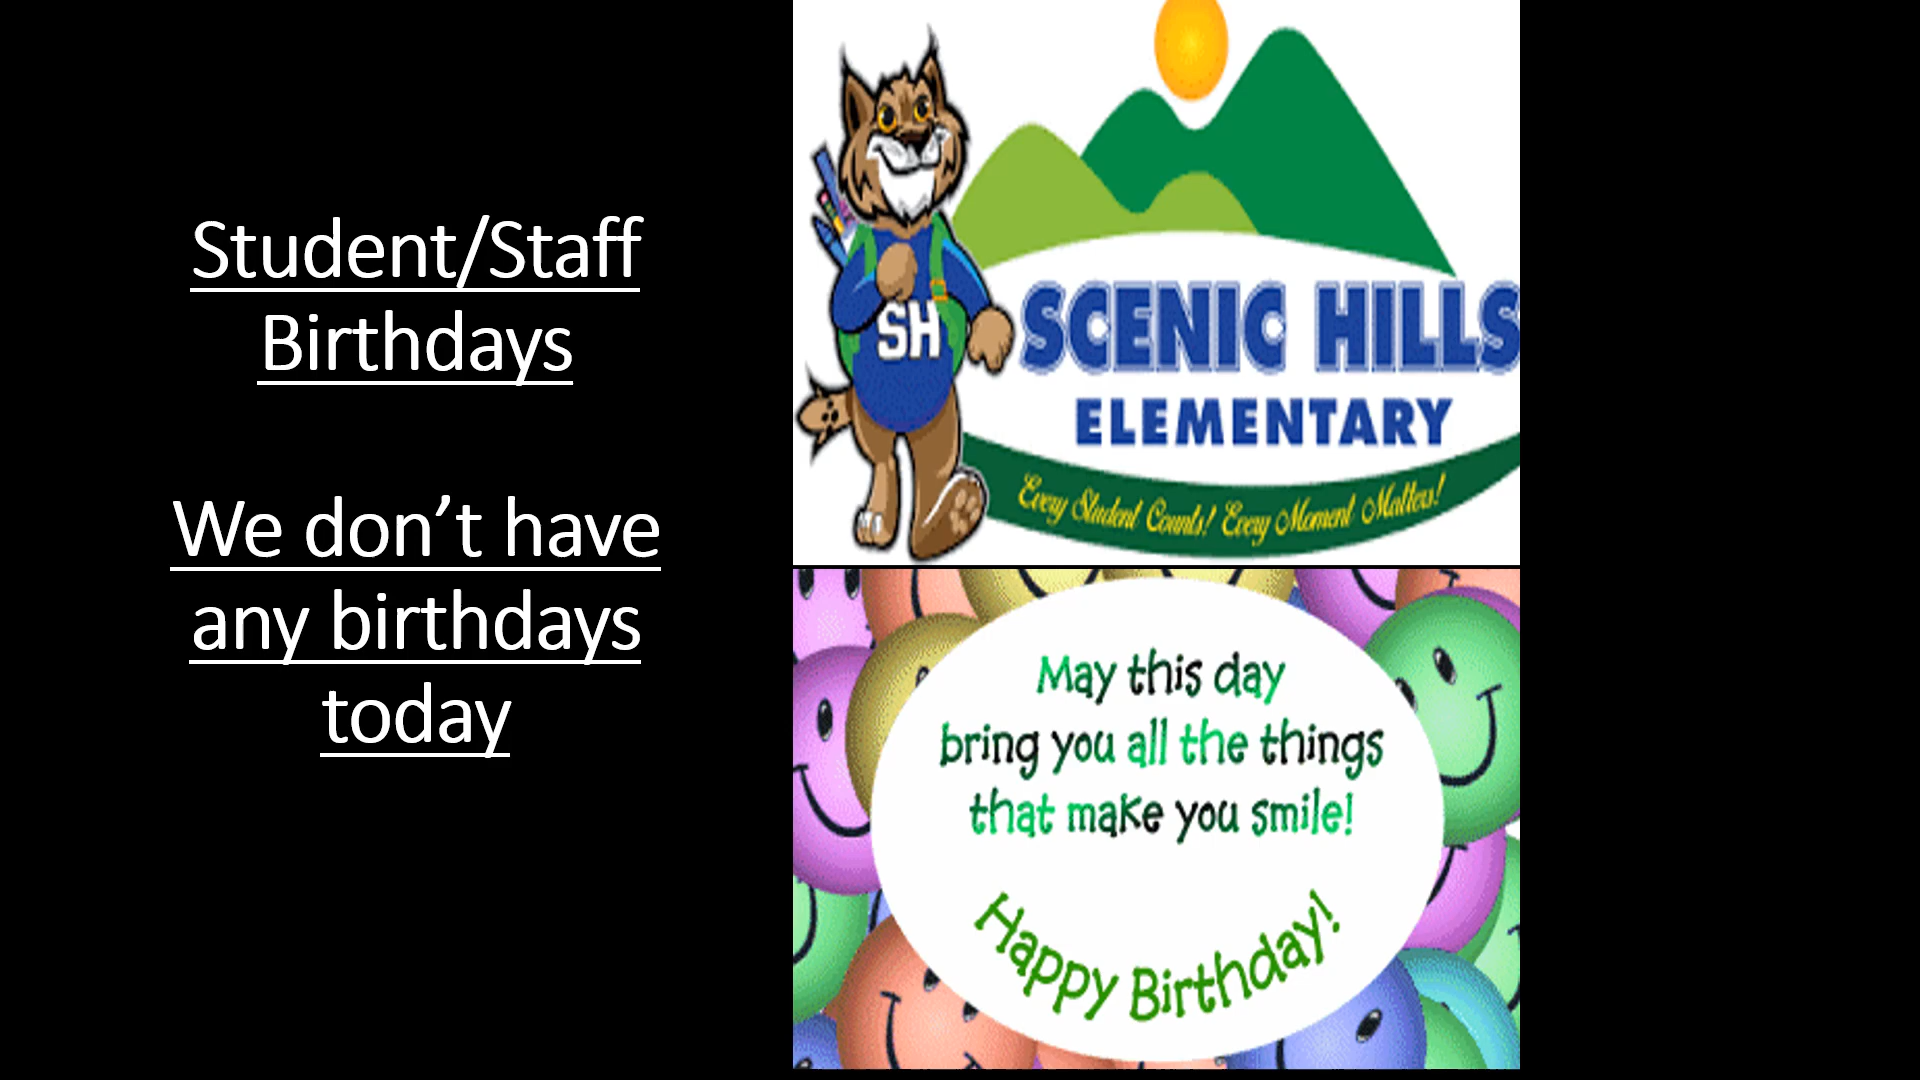 Student/Staff
Birthdays
We don’t have
any birthdays
today
SH
SCENIC HILLS
ELEMENTARY
Every Student Counts! Every Moment Matters!
May this day
bring you all the things
that make you smile!
Happy Birthday!